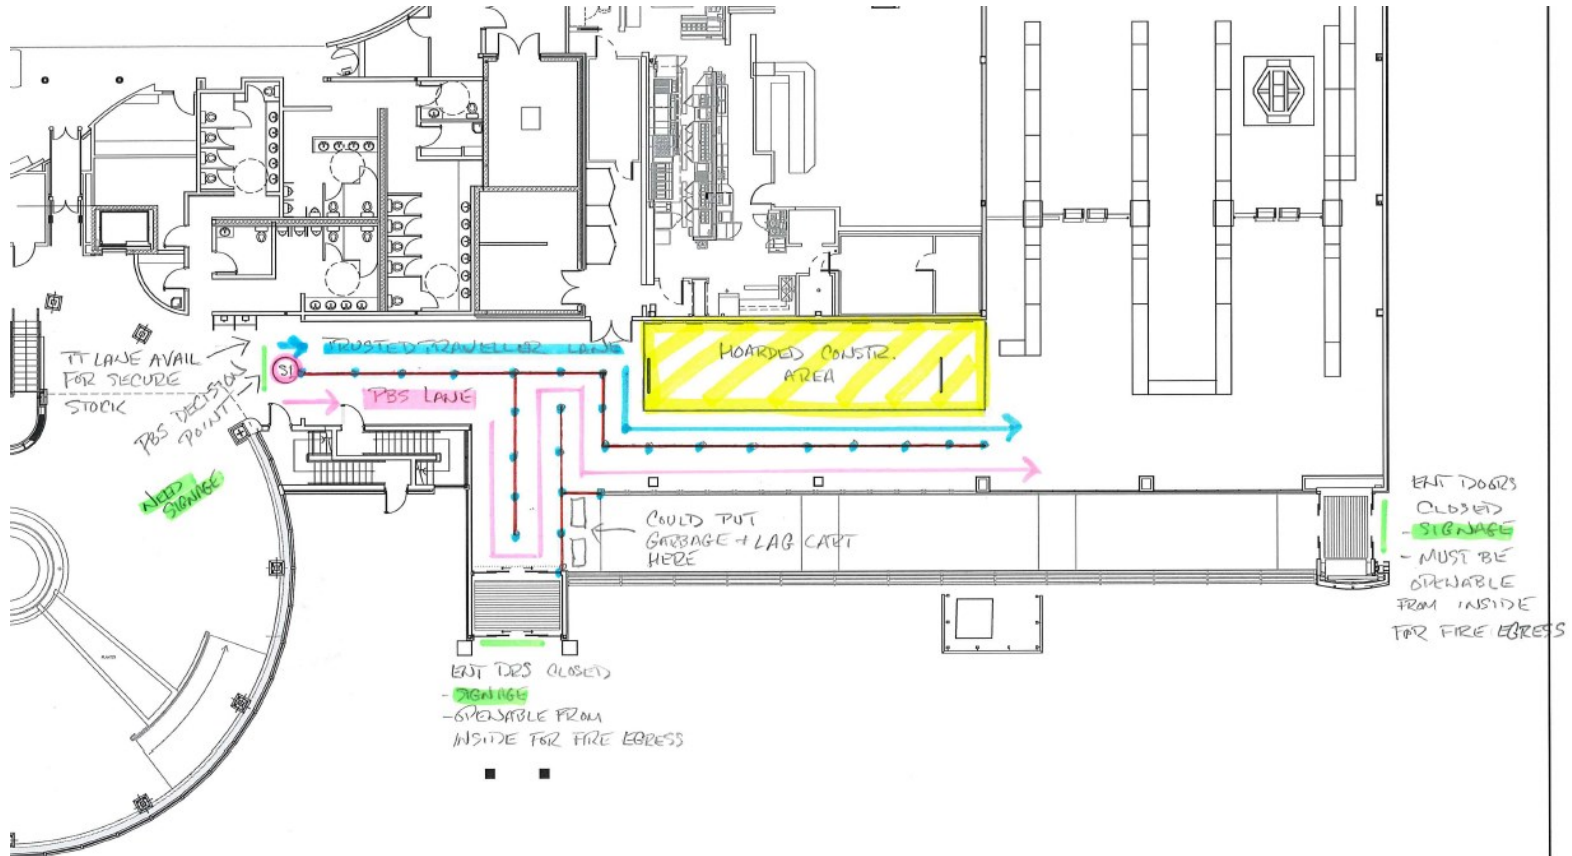 TRUSTED TRAVELLER LANE
HOARDED CONSTR.
AREA
TT LANE AVAIL
FOR SECURE
STOCK
S1
PBS LANE
PBS DECISION
POINT
NEED
SIGNAGE
COULD PUT
GARBAGE + LAG CART
HERE
ENT DOORS
CLOSED
- SIGNAGE
- MUST BE
OPENABLE
FROM INSIDE
FOR FIRE EGRESS
ENT DRS CLOSED
- SIGNAGE
- OPENABLE FROM
INSIDE FOR FIRE EGRESS